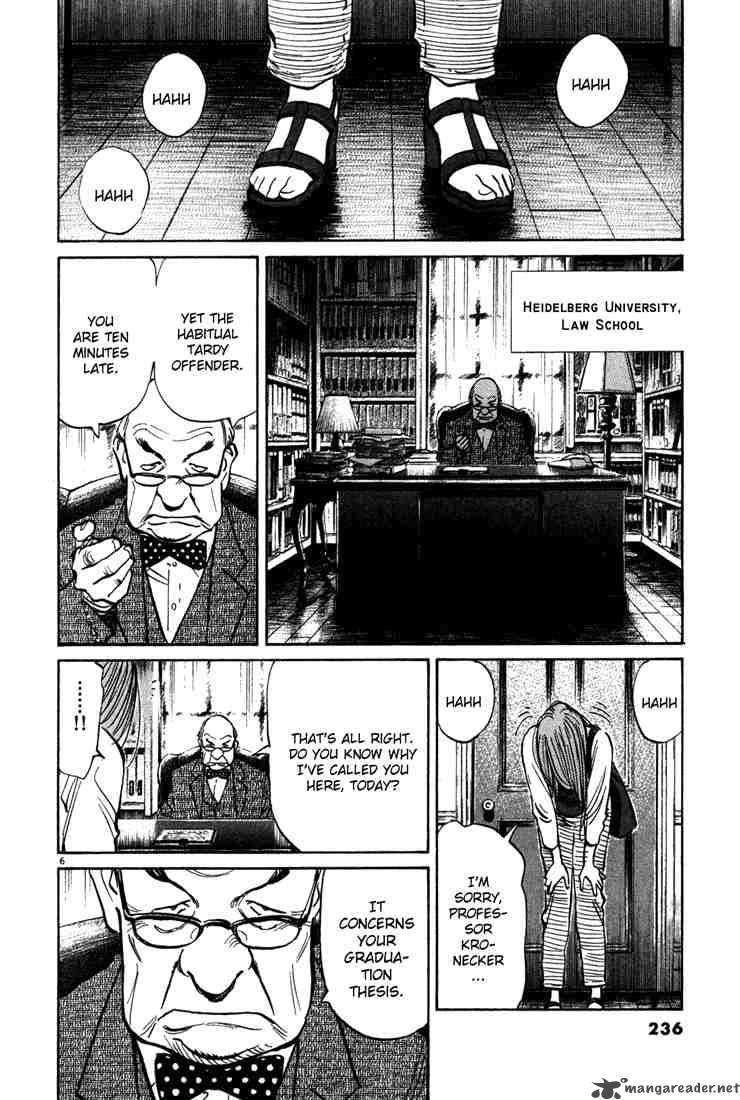 HAHH
HAHH
HAHH
HEIDELBERG UNIVERSITY,
LAW SCHOOL
YET THE
HABITUAL
TARDY
OFFENDER.
YOU
ARE TEN
MINUTES
LATE.
HAHH
HAHH
I'M
SORRY,
PROFES-
SOR
KRO-
NECKER
...
THAT'S ALL RIGHT.
DO YOU KNOW WHY
I'VE CALLED YOU
HERE, TODAY?
......!!
6
IT
CONCERNS
YOUR
GRADUA-
TION
THESIS.
236
mangareader.net